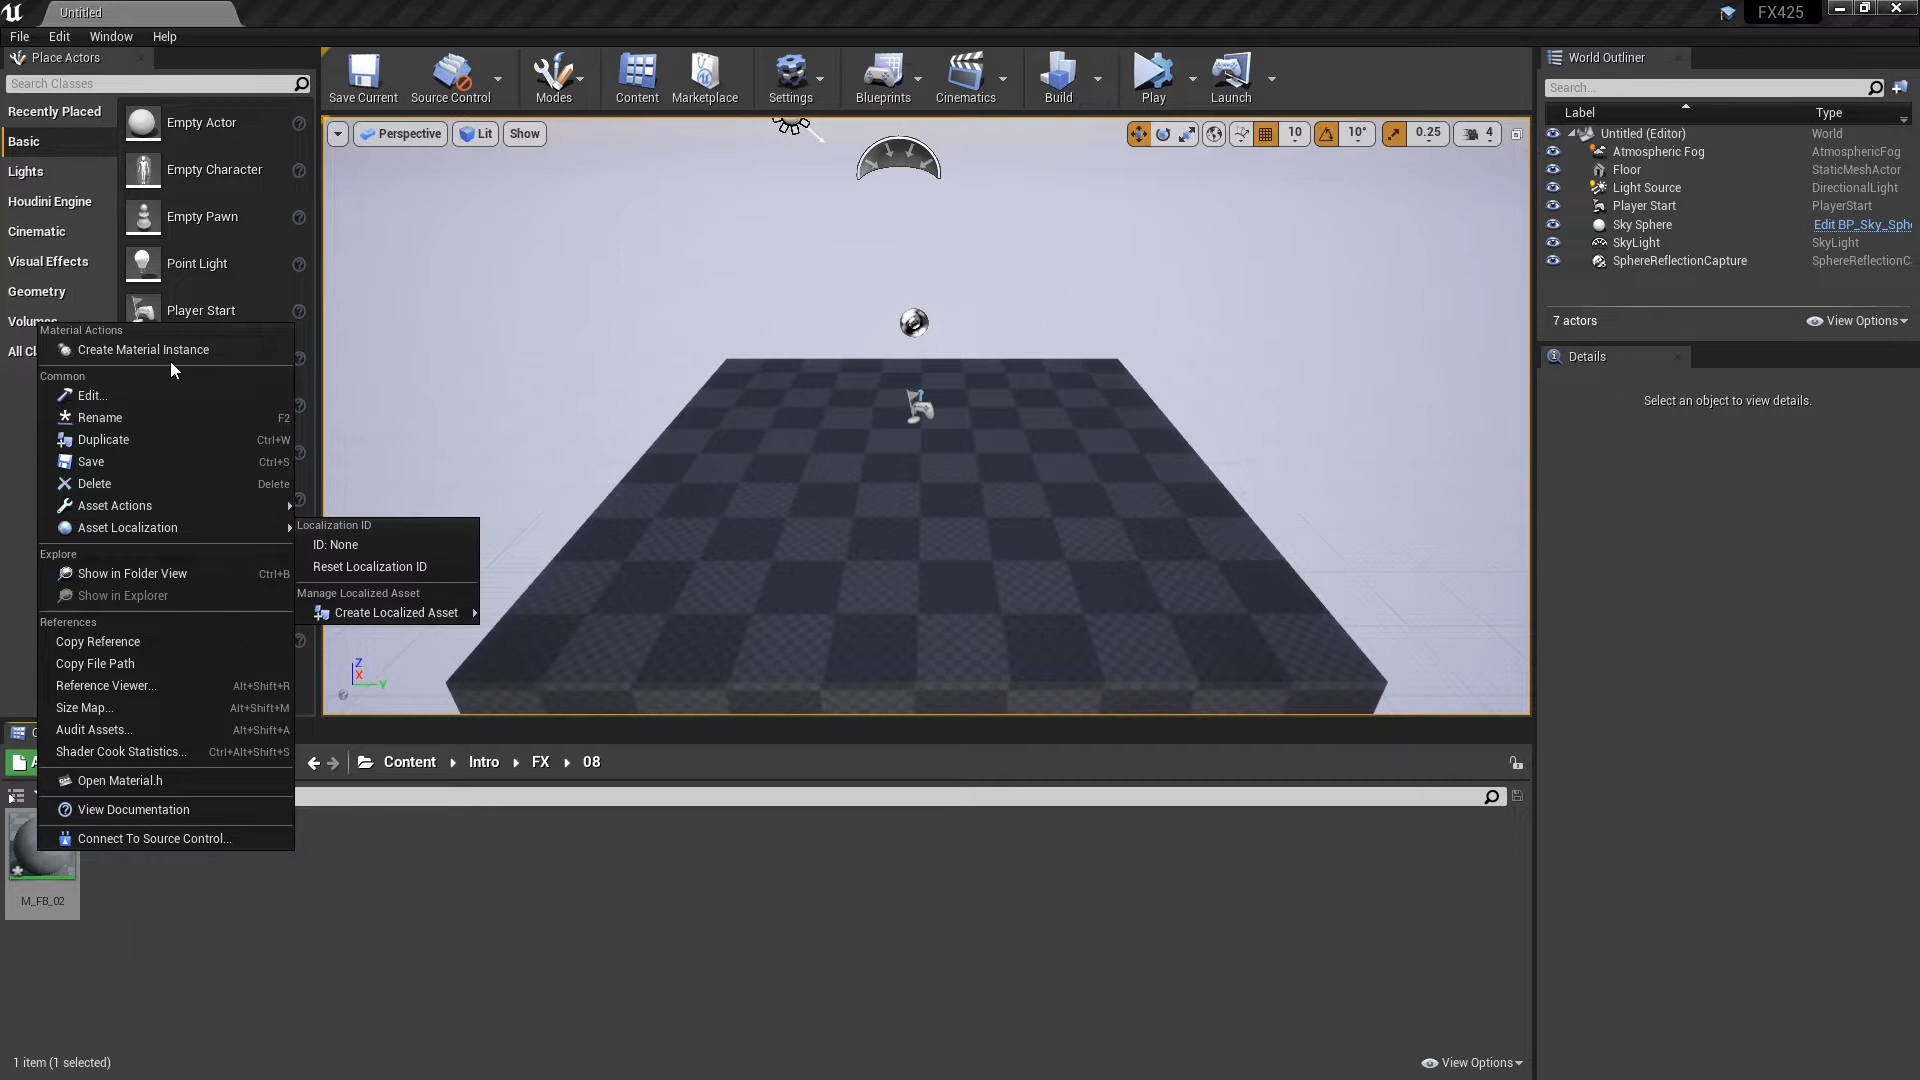 Untitled
FX425
File Edit Window Help
Place Actors
Search Classes
Recently Placed
Basic
Lights
Houdini Engine
Cinematic
Visual Effects
Geometry
Volumes
All Cl
Empty Actor
Empty Character
Empty Pawn
Point Light
Player Start
Save Current
Source Control
Modes
Content
Marketplace
Settings
Blueprints
Cinematics
Build
Play
Launch
Perspective
Lit
Show
10
10°
0.25
4
World Outliner
Search...
Label Type
Untitled (Editor) World
Atmospheric Fog AtmosphericFog
Floor StaticMeshActor
Light Source DirectionalLight
Player Start PlayerStart
Sky Sphere Edit BP_Sky_Sph
SkyLight SkyLight
SphereReflectionCapture SphereReflectionC
7 actors
View Options
Details
Select an object to view details.
Material Actions
Create Material Instance
Common
Edit...
Rename F2
Duplicate Ctrl+W
Save Ctrl+S
Delete Delete
Asset Actions
Asset Localization
Explore
Show in Folder View Ctrl+B
Show in Explorer
References
Copy Reference
Copy File Path
Reference Viewer... Alt+Shift+R
Size Map... Alt+Shift+M
Audit Assets... Alt+Shift+A
Shader Cook Statistics... Ctrl+Alt+Shift+S
Open Material.h
View Documentation
Connect To Source Control...
Localization ID
ID: None
Reset Localization ID
Manage Localized Asset
Create Localized Asset
Z
X
Y
Content Intro FX 08
M_FB_02
1 item (1 selected)
View Options